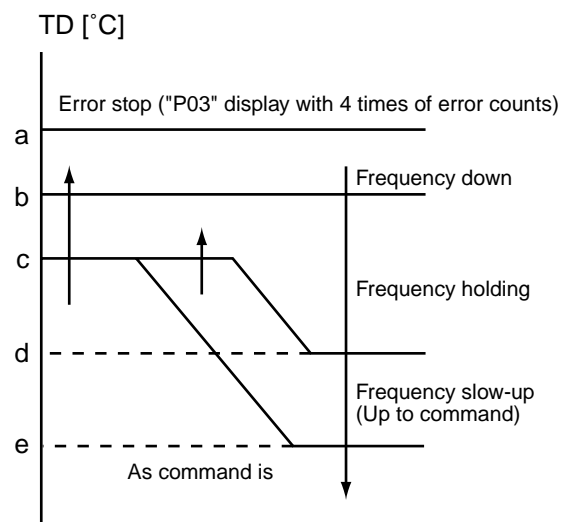 TD [˚C]
Error stop ("P03" display with 4 times of error counts)
a
Frequency down
b
c
Frequency holding
d
Frequency slow-up
(Up to command)
e
As command is